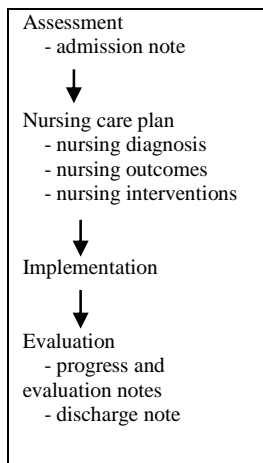 Assessment
- admission note
Nursing care plan
- nursing diagnosis
- nursing outcomes
- nursing interventions
Implementation
Evaluation
- progress and
evaluation notes
- discharge note